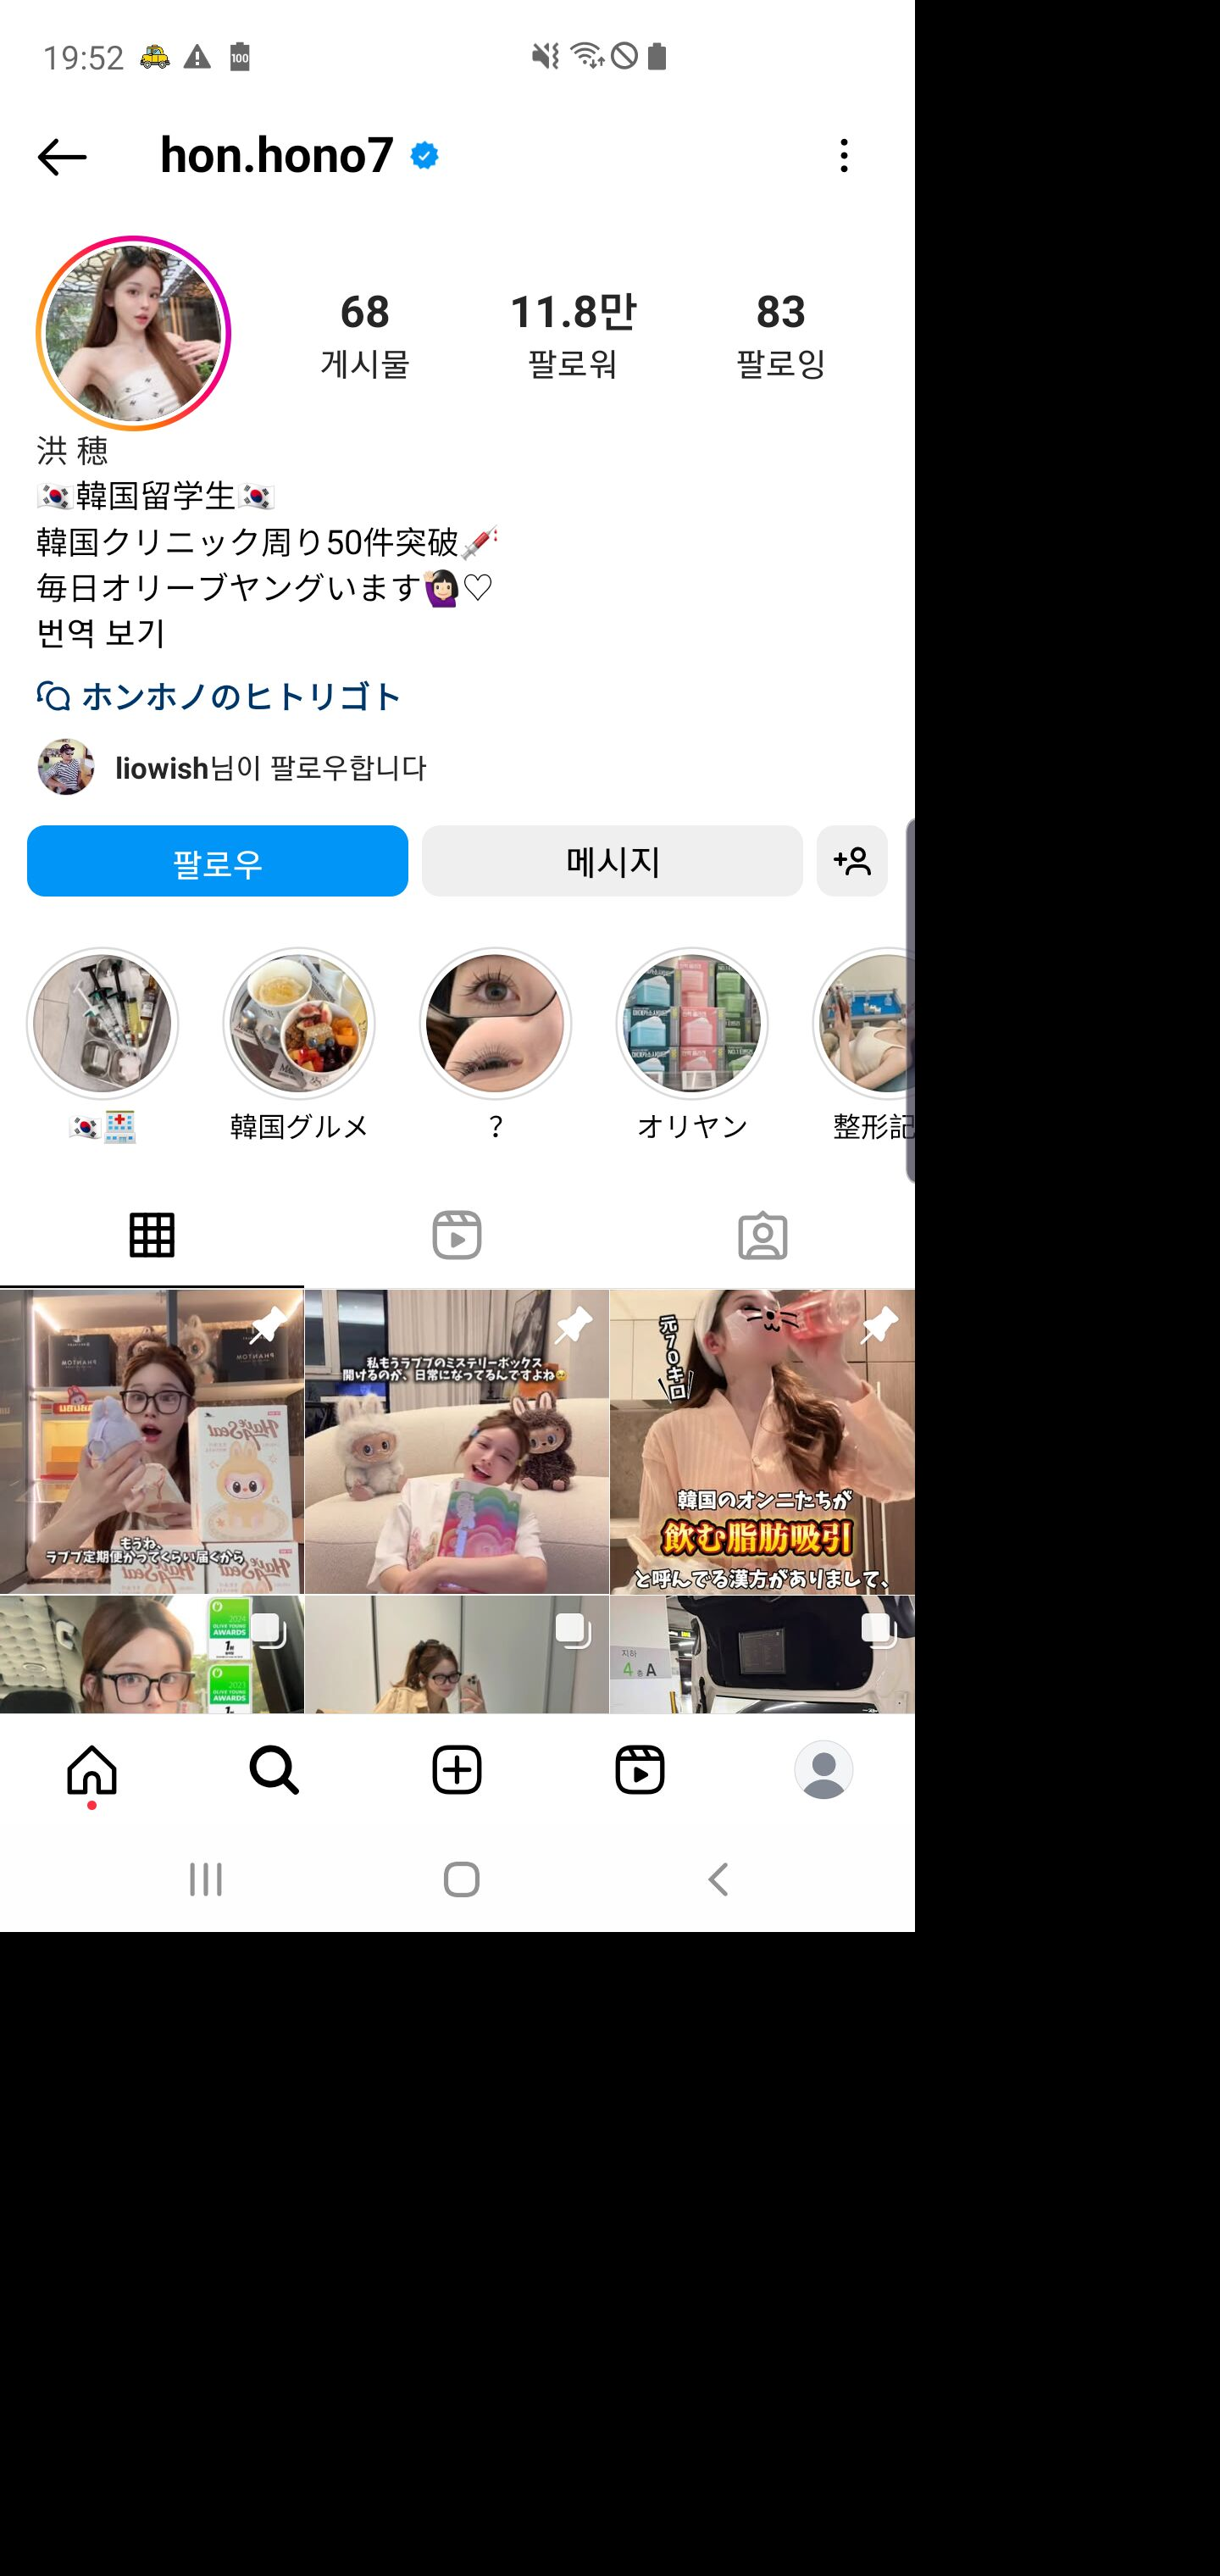 19:52
100
hon.hono7
68
11.8만
83
게시물
팔로워
팔로잉
洪 穂
🇰🇷韓国留学生🇰🇷
韓国クリニック周り50件突破💉
毎日オリーブヤングいます🙋🏻‍♀️♡
번역 보기
ホンホノのヒトリゴト
liowish님이 팔로우합니다
팔로우
메시지
🇰🇷🏥
韓国グルメ
？
オリヤン
整形記
PHANTOM
PHANTOM
Have A Seat
もうね、
ラブブ定期便かってくらい届くから
私もうラブブのミステリーボックス
開けるのが、日常になってるんですよね🥺
元70キロ
韓国のオンニたちが
飲む脂肪吸引
と呼んでる漢方がありまして、
2024
OLIVE YOUNG
AWARDS
1위
2023
OLIVE YOUNG
AWARDS
지하
4층A